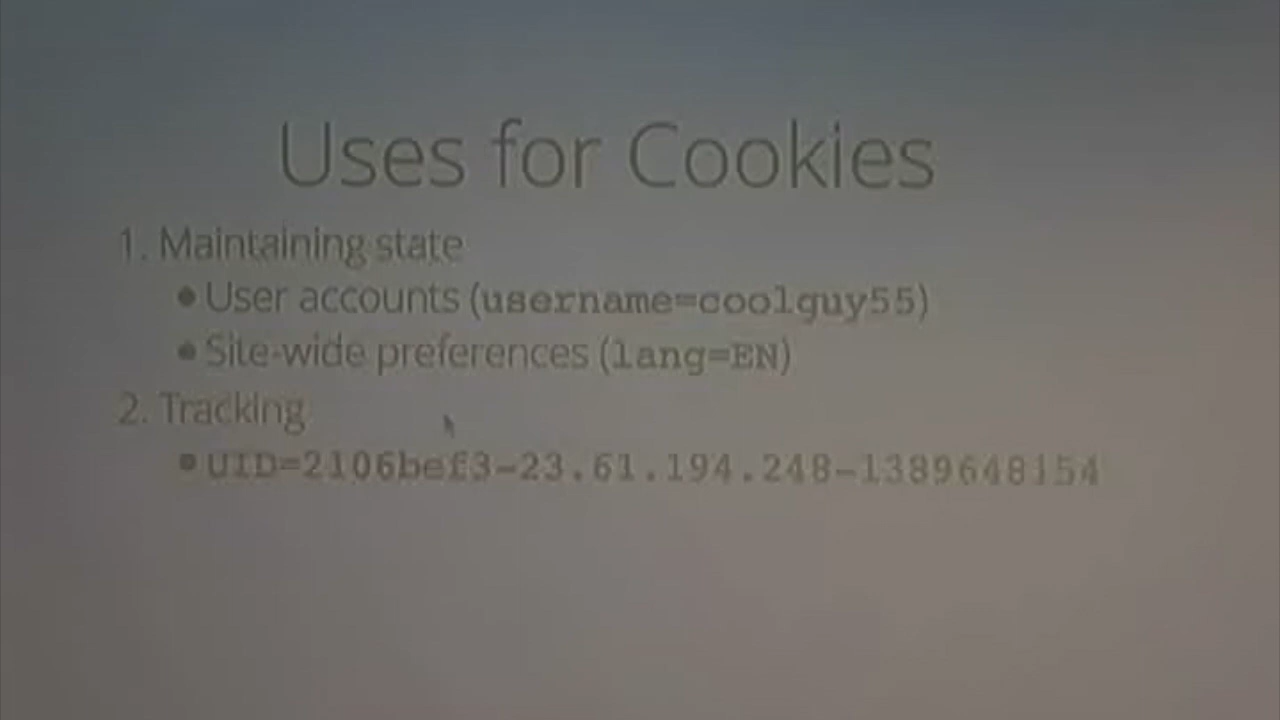 Uses for Cookies
1. Maintaining state
• User accounts (username=coolguy55)
• Site-wide preferences (lang=EN)
2. Tracking
• UID=2106bef3-23.61.194.248-1389648154